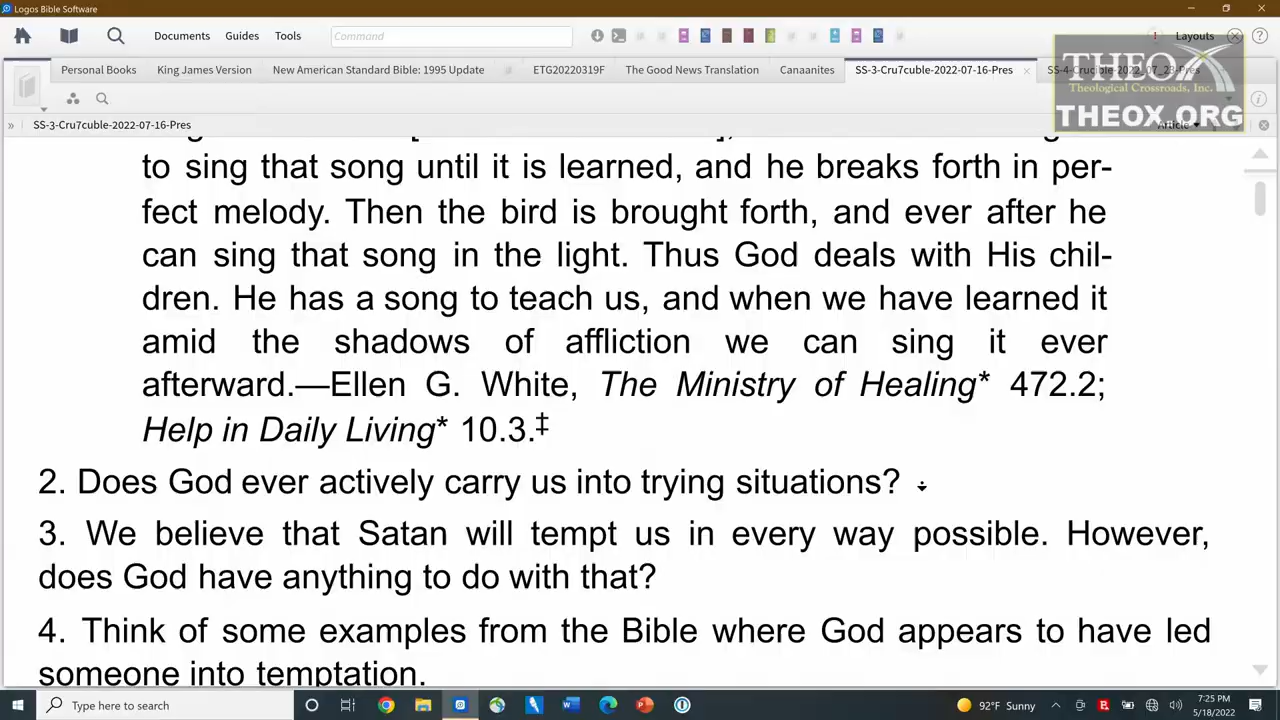 Logos Bible Software
Documents Guides Tools Command Layouts
Personal Books King James Version New American ETG20220319F The Good News Translation Canaanites SS-3-Cru7cuble-2022-07-16-Pres SS-4-Crucible-2022_07_23-Pres
THEOX
Theological Crossroads, Inc.
THEOX.ORG
» SS-3-Cru7cuble-2022-07-16-Pres Article
to sing that song until it is learned, and he breaks forth in per-
fect melody. Then the bird is brought forth, and ever after he
can sing that song in the light. Thus God deals with His chil-
dren. He has a song to teach us, and when we have learned it
amid the shadows of affliction we can sing it ever
afterward.—Ellen G. White, The Ministry of Healing* 472.2;
Help in Daily Living* 10.3.‡
2. Does God ever actively carry us into trying situations?
3. We believe that Satan will tempt us in every way possible. However,
does God have anything to do with that?
4. Think of some examples from the Bible where God appears to have led
someone into temptation.
Type here to search 92°F Sunny 7:25 PM
5/18/2022